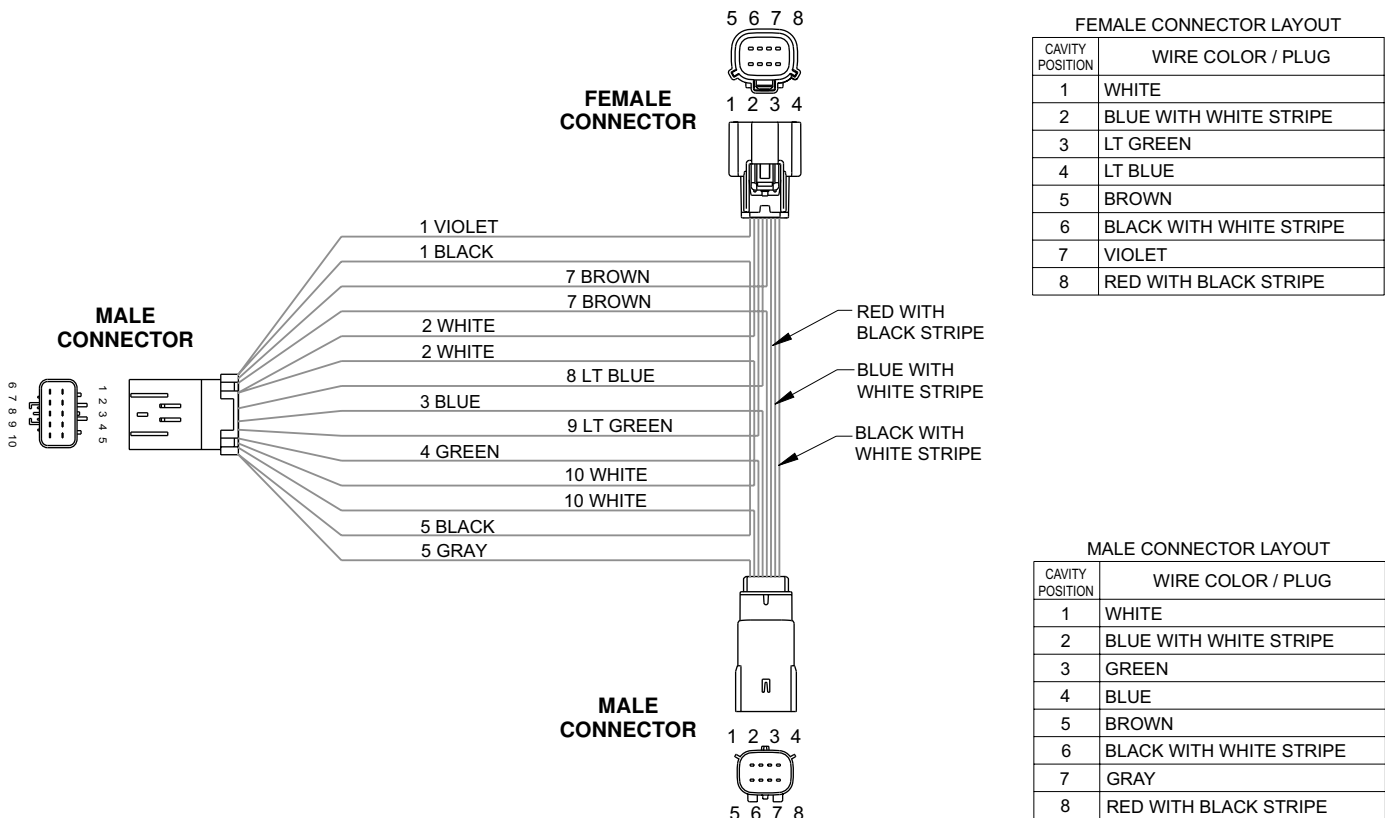 5 6 7 8
FEMALE
CONNECTOR
1 2 3 4
FEMALE CONNECTOR LAYOUT
CAVITY POSITION WIRE COLOR / PLUG
1 WHITE
2 BLUE WITH WHITE STRIPE
3 LT GREEN
4 LT BLUE
5 BROWN
6 BLACK WITH WHITE STRIPE
7 VIOLET
8 RED WITH BLACK STRIPE
MALE
CONNECTOR
6 7 8 9 10
1 2 3 4 5
1 VIOLET
1 BLACK
7 BROWN
7 BROWN
2 WHITE
2 WHITE
8 LT BLUE
3 BLUE
9 LT GREEN
4 GREEN
10 WHITE
10 WHITE
5 BLACK
5 GRAY
RED WITH
BLACK STRIPE
BLUE WITH
WHITE STRIPE
BLACK WITH
WHITE STRIPE
MALE
CONNECTOR
1 2 3 4
5 6 7 8
MALE CONNECTOR LAYOUT
CAVITY POSITION WIRE COLOR / PLUG
1 WHITE
2 BLUE WITH WHITE STRIPE
3 GREEN
4 BLUE
5 BROWN
6 BLACK WITH WHITE STRIPE
7 GRAY
8 RED WITH BLACK STRIPE